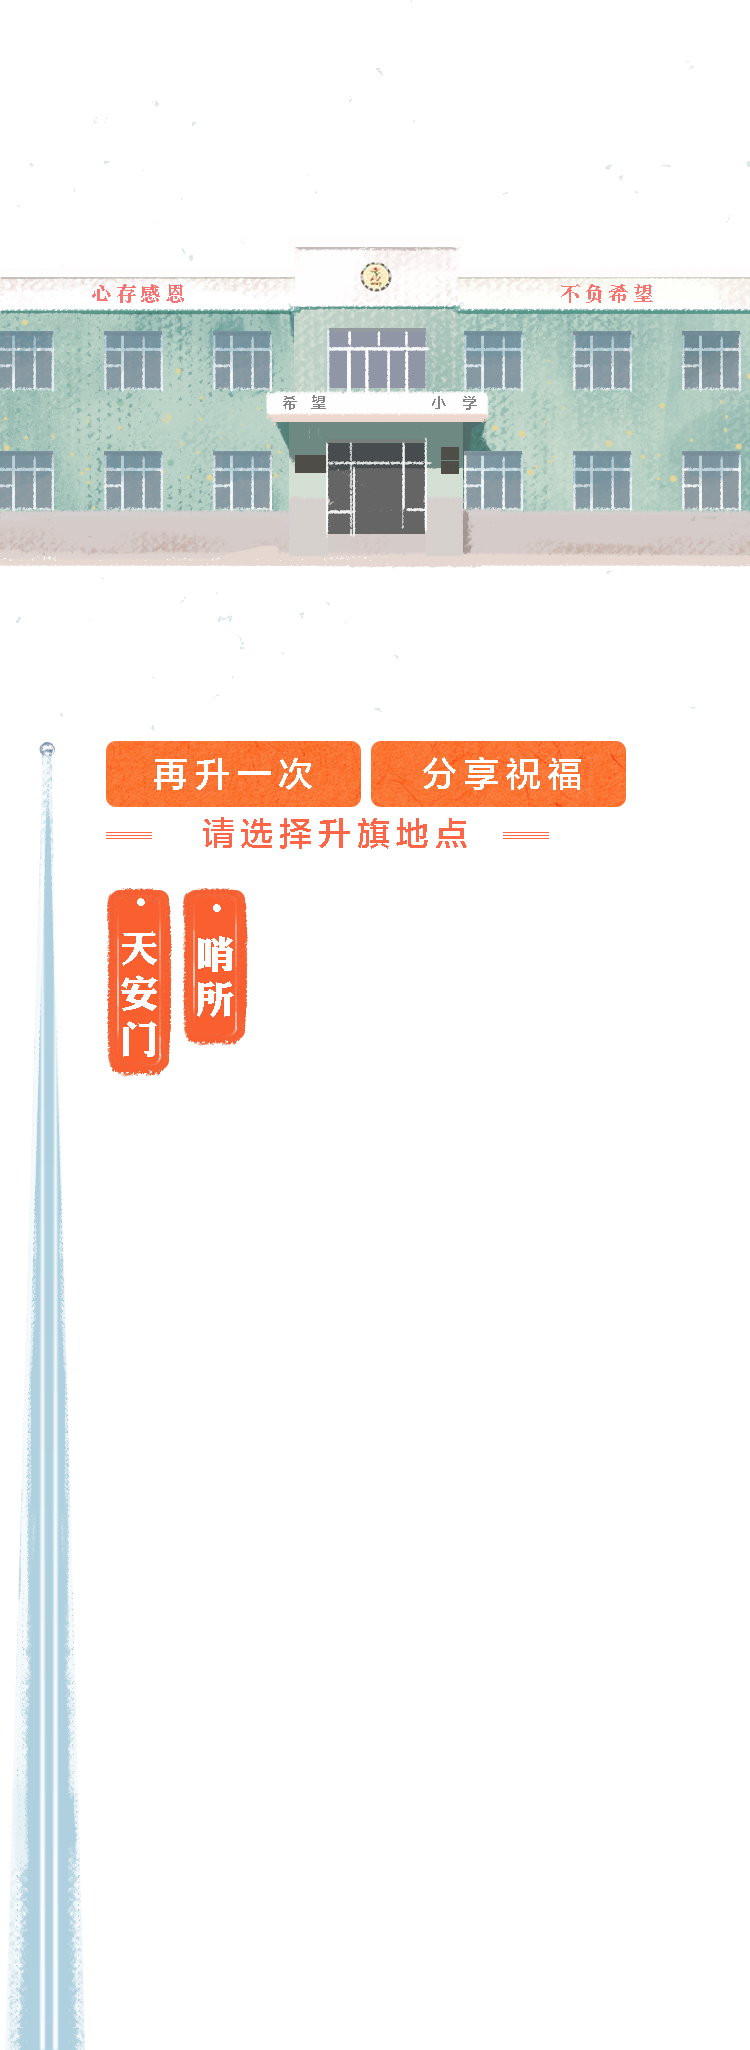 心存感恩
不负希望
希望 小学
再升一次
分享祝福
请选择升旗地点
天安门
哨所